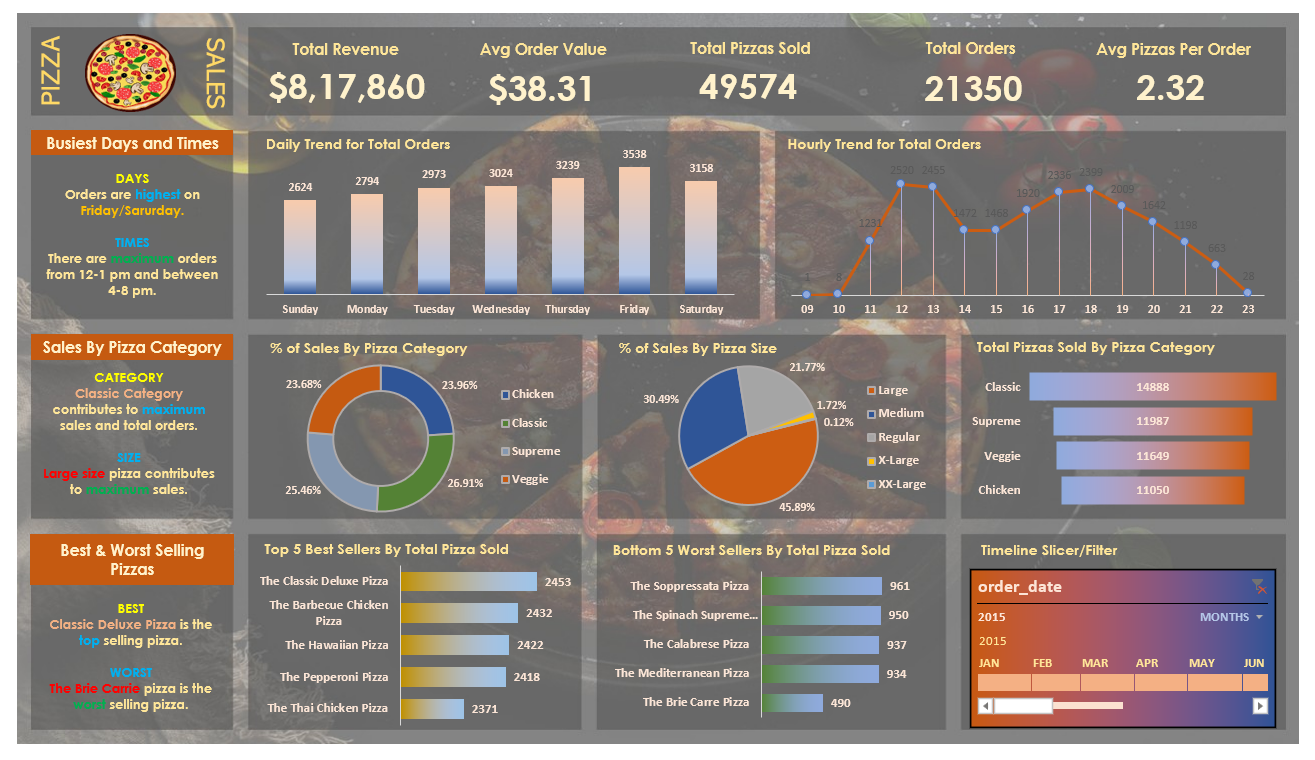 PIZZA
SALES
Total Revenue
$8,17,860
Avg Order Value
$38.31
Total Pizzas Sold
49574
Total Orders
21350
Avg Pizzas Per Order
2.32
Busiest Days and Times
DAYS
Orders are highest on
Friday/Sarurday.
TIMES
There are maximum orders
from 12-1 pm and between
4-8 pm.
Daily Trend for Total Orders
2624
2794
2973
3024
3239
3538
3158
Sunday
Monday
Tuesday
Wednesday
Thursday
Friday
Saturday
Hourly Trend for Total Orders
1
8
1231
2520
2455
1472
1468
1920
2336
2399
2009
1642
1198
663
28
09
10
11
12
13
14
15
16
17
18
19
20
21
22
23
Sales By Pizza Category
CATEGORY
Classic Category
contributes to maximum
sales and total orders.
SIZE
Large size pizza contributes
to maximum sales.
% of Sales By Pizza Category
23.68%
23.96%
25.46%
26.91%
Chicken
Classic
Supreme
Veggie
% of Sales By Pizza Size
21.77%
30.49%
1.72%
0.12%
45.89%
Large
Medium
Regular
X-Large
XX-Large
Total Pizzas Sold By Pizza Category
Classic 14888
Supreme 11987
Veggie 11649
Chicken 11050
Best & Worst Selling
Pizzas
BEST
Classic Deluxe Pizza is the
top selling pizza.
WORST
The Brie Carrie pizza is the
worst selling pizza.
Top 5 Best Sellers By Total Pizza Sold
The Classic Deluxe Pizza 2453
The Barbecue Chicken
Pizza 2432
The Hawaiian Pizza 2422
The Pepperoni Pizza 2418
The Thai Chicken Pizza 2371
Bottom 5 Worst Sellers By Total Pizza Sold
The Soppressata Pizza 961
The Spinach Supreme... 950
The Calabrese Pizza 937
The Mediterranean Pizza 934
The Brie Carre Pizza 490
Timeline Slicer/Filter
order_date
2015 MONTHS
2015
JAN FEB MAR APR MAY JUN